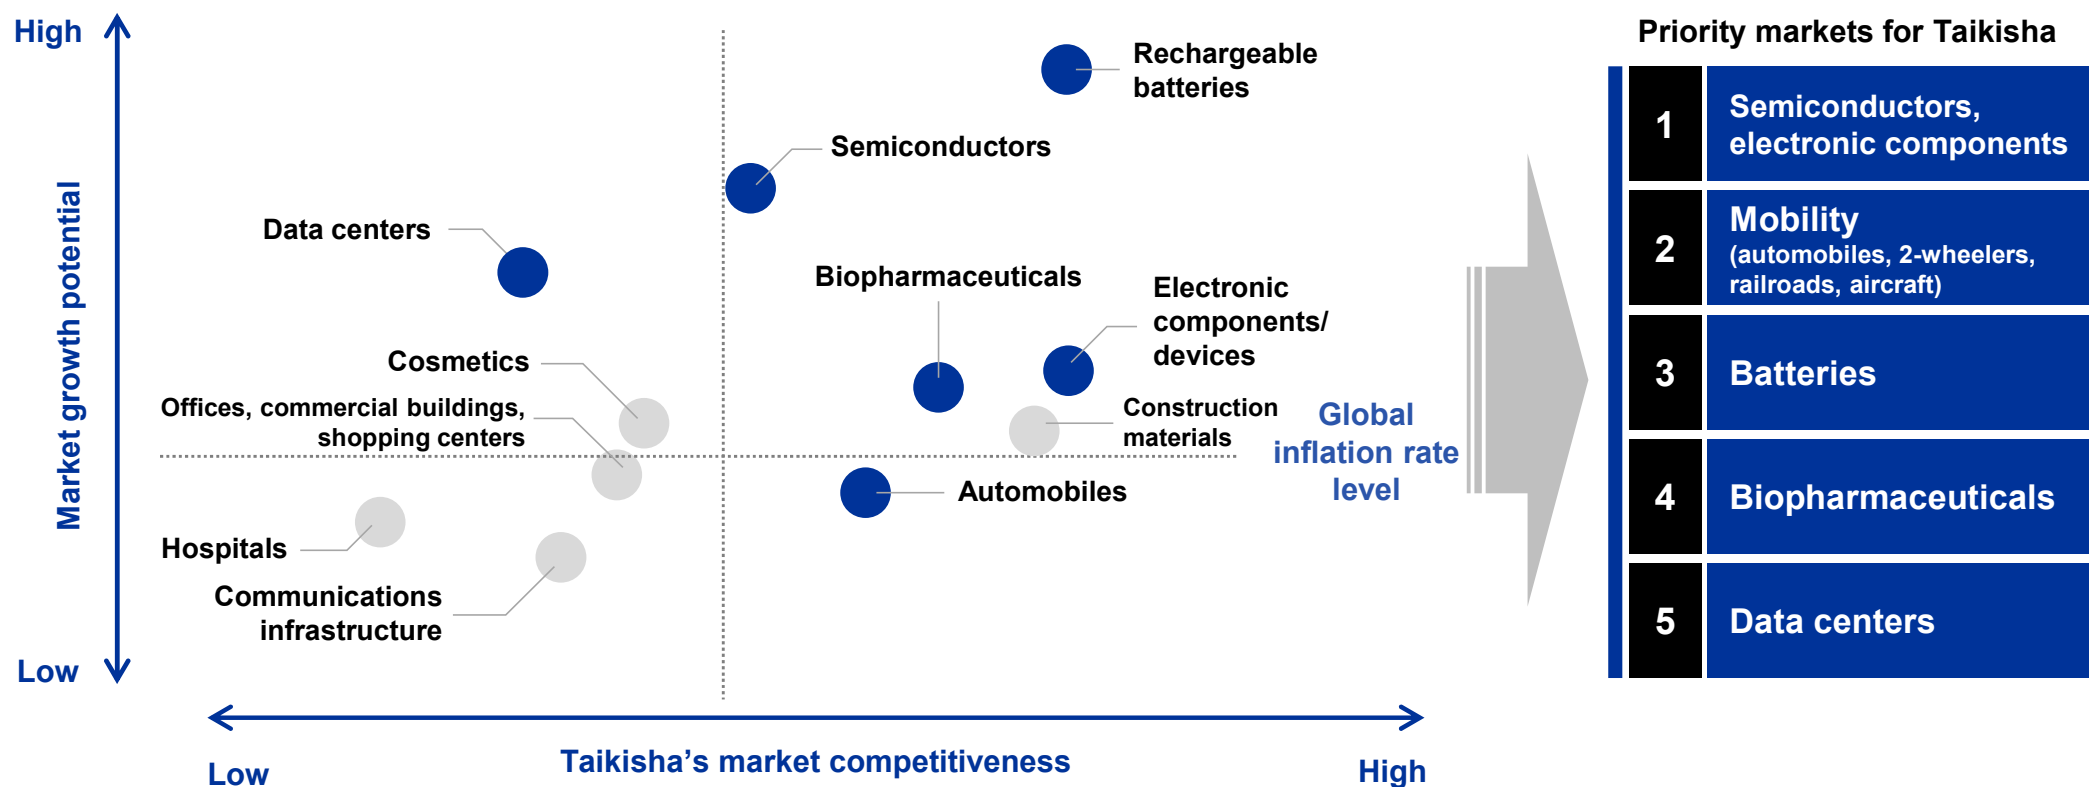 High
Market growth potential
Low
Rechargeable
batteries
Semiconductors
Data centers
Biopharmaceuticals
Electronic
components/
devices
Cosmetics
Offices, commercial buildings,
shopping centers
Construction
materials
Global
inflation rate
level
Automobiles
Hospitals
Communications
infrastructure
Low
Taikisha’s market competitiveness
High
Priority markets for Taikisha
1
Semiconductors,
electronic components
2
Mobility
(automobiles, 2-wheelers,
railroads, aircraft)
3
Batteries
4
Biopharmaceuticals
5
Data centers